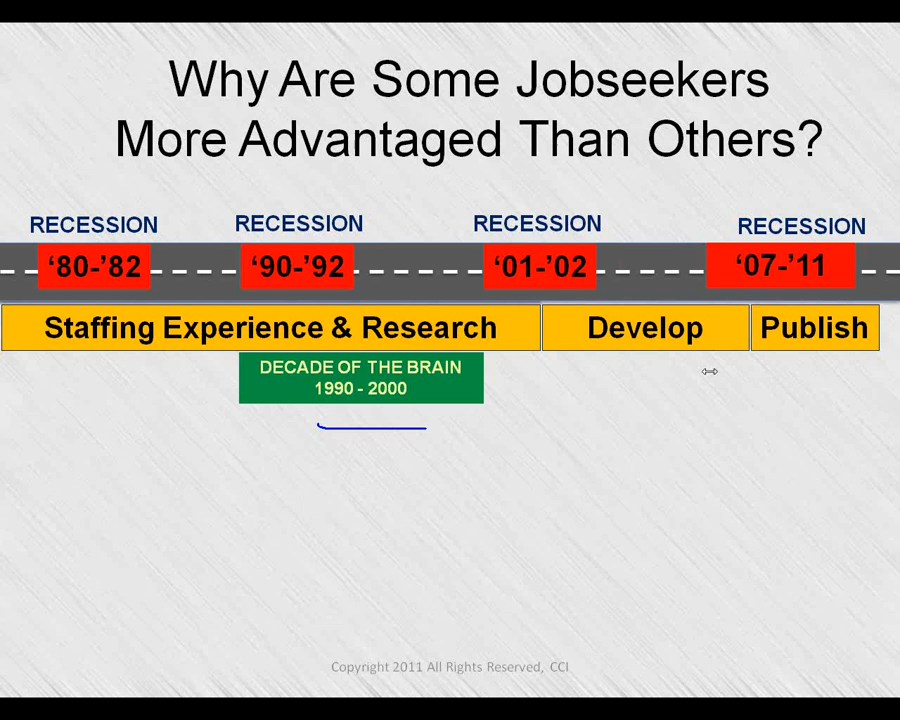 Why Are Some Jobseekers
More Advantaged Than Others?
RECESSION RECESSION RECESSION RECESSION
‘80-’82 ‘90-’92 ‘01-’02 ‘07-’11
Staffing Experience & Research Develop Publish
DECADE OF THE BRAIN
1990 - 2000
Copyright 2011 All Rights Reserved, CCI